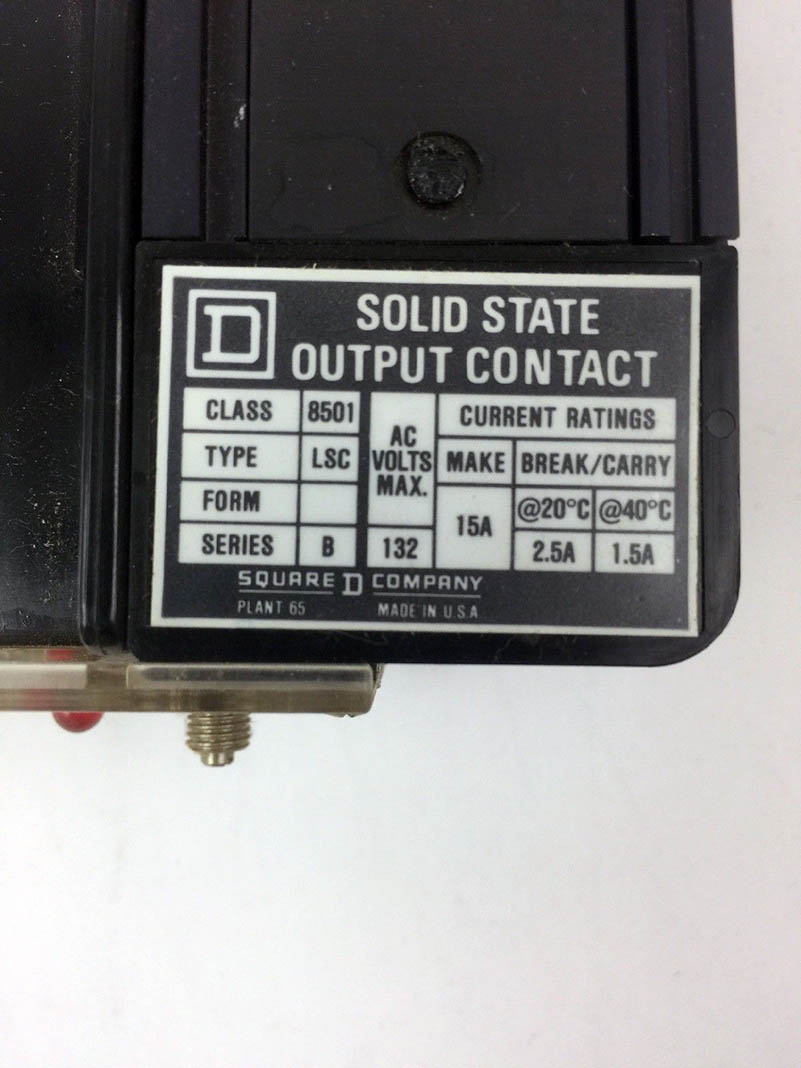 D
SOLID STATE
OUTPUT CONTACT
CLASS 8501
TYPE LSC
FORM
SERIES B
AC
VOLTS
MAX.
132
CURRENT RATINGS
MAKE BREAK/CARRY
15A
@20°C @40°C
2.5A 1.5A
SQUARE D COMPANY
PLANT 65 MADE IN U.S.A